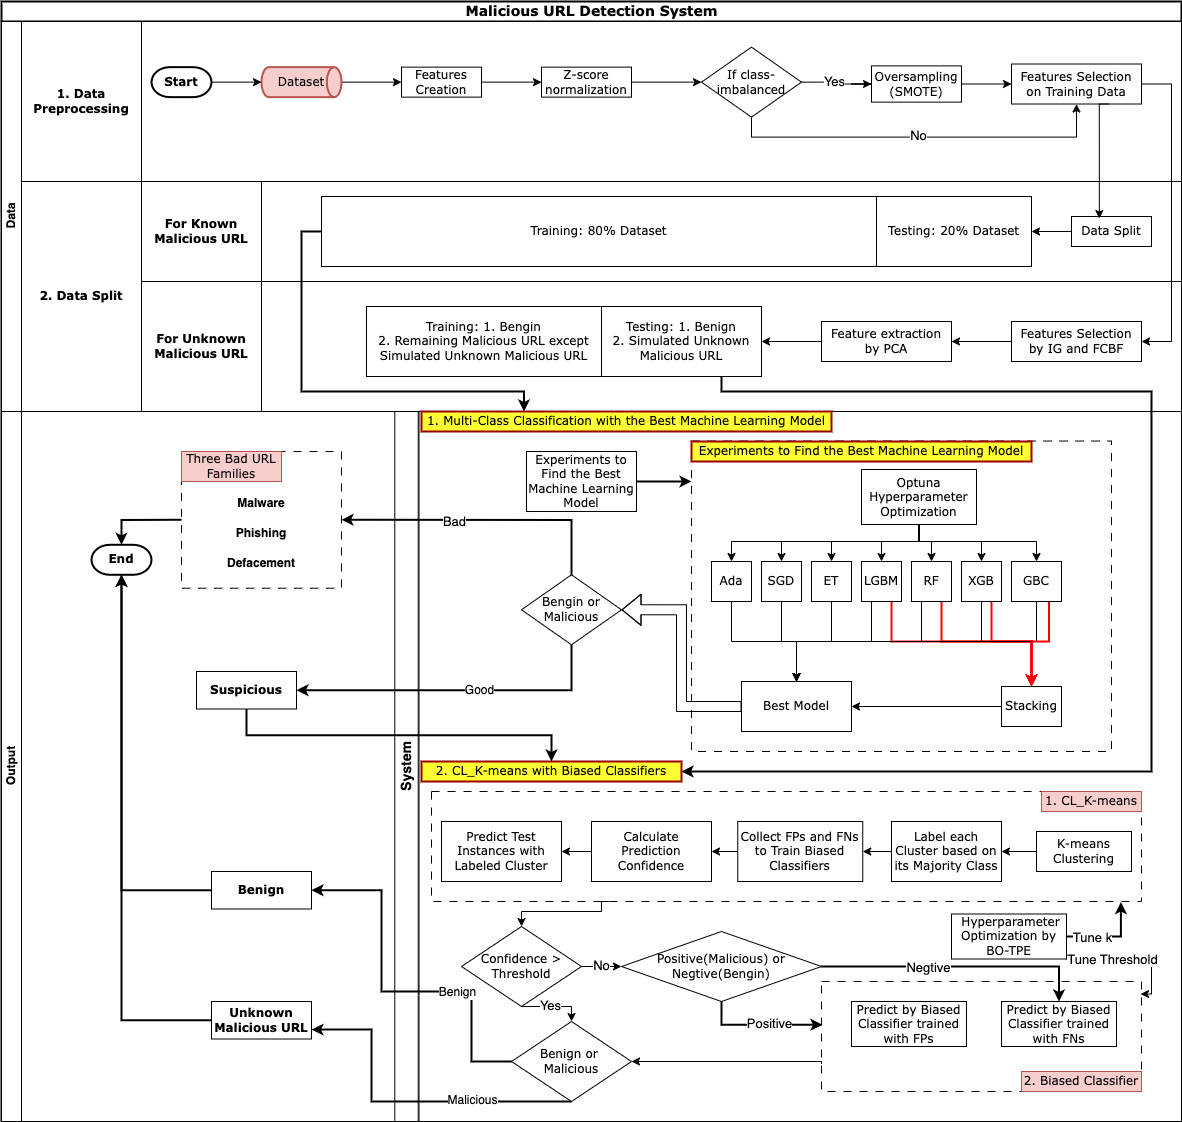 Malicious URL Detection System
Data
1. Data
Preprocessing
Start
Dataset
Features
Creation
Z-score
normalization
If class-
imbalanced
Yes
No
Oversampling
(SMOTE)
Features Selection
on Training Data
2. Data Split
For Known
Malicious URL
Training: 80% Dataset
Testing: 20% Dataset
Data Split
For Unknown
Malicious URL
Training: 1. Bengin
2. Remaining Malicious URL except
Simulated Unknown Malicious URL
Testing: 1. Benign
2. Simulated Unknown
Malicious URL
Feature extraction
by PCA
Features Selection
by IG and FCBF
Output
System
1. Multi-Class Classification with the Best Machine Learning Model
Three Bad URL
Families
Malware
Phishing
Defacement
End
Experiments to
Find the Best
Machine Learning
Model
Experiments to Find the Best Machine Learning Model
Optuna
Hyperparameter
Optimization
Ada
SGD
ET
LGBM
RF
XGB
GBC
Best Model
Stacking
Bad
Bengin or
Malicious
Good
Suspicious
2. CL_K-means with Biased Classifiers
1. CL_K-means
Predict Test
Instances with
Labeled Cluster
Calculate
Prediction
Confidence
Collect FPs and FNs
to Train Biased
Classifiers
Label each
Cluster based on
its Majority Class
K-means
Clustering
Benign
Hyperparameter
Optimization by
BO-TPE
Tune k
Tune Threshold
Confidence >
Threshold
No
Yes
Positive(Malicious) or
Negtive(Bengin)
Negtive
Positive
Benign
Unknown
Malicious URL
Predict by Biased
Classifier trained
with FPs
Predict by Biased
Classifier trained
with FNs
Benign or
Malicious
Malicious
2. Biased Classifier